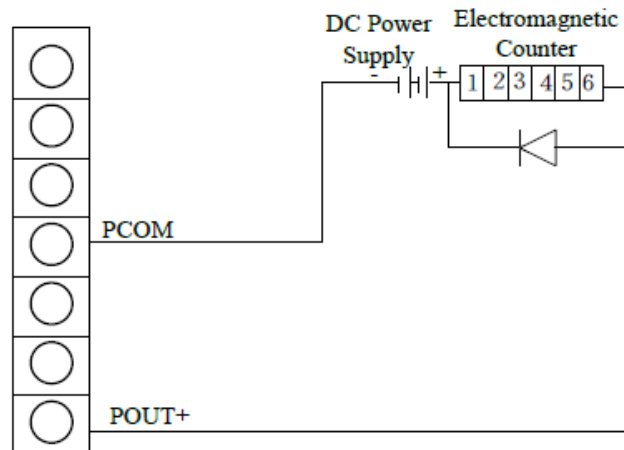 DC Power
Supply
Electromagnetic
Counter
- +
1 2 3 4 5 6
PCOM
POUT+